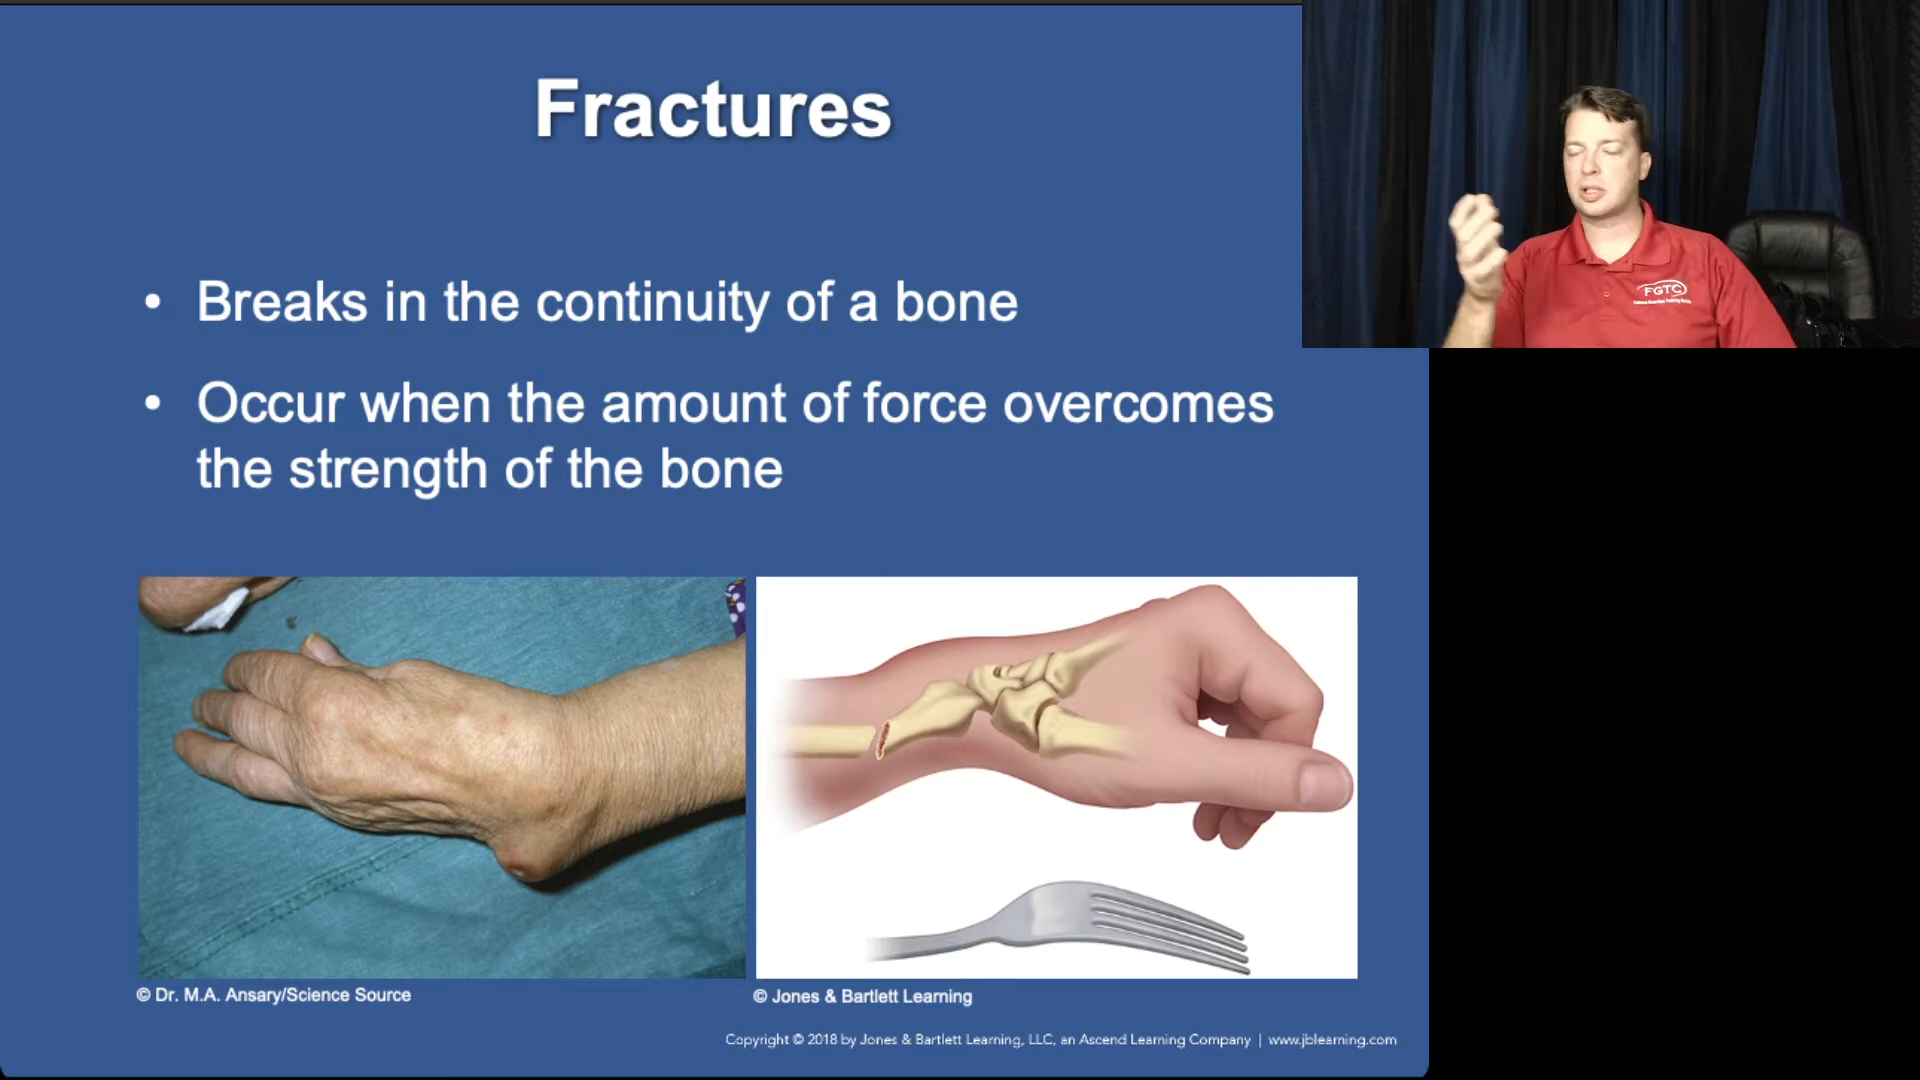 Fractures
• Breaks in the continuity of a bone
• Occur when the amount of force overcomes
the strength of the bone
FGTC
© Dr. M.A. Ansary/Science Source
© Jones & Bartlett Learning
Copyright © 2018 by Jones & Bartlett Learning, LLC, an Ascend Learning Company | www.jblearning.com